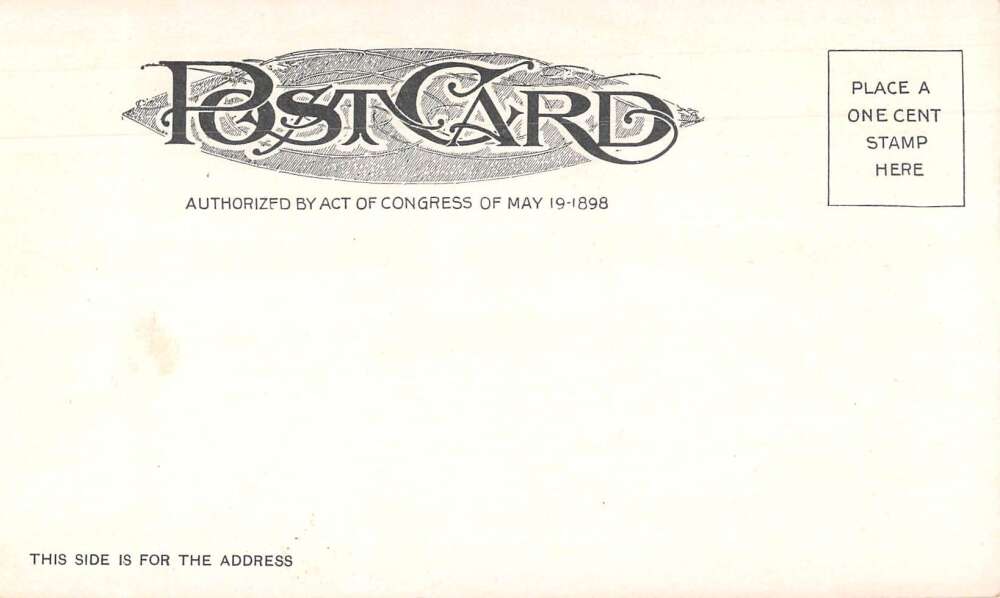 POST CARD
AUTHORIZED BY ACT OF CONGRESS OF MAY 19-1898
PLACE A
ONE CENT
STAMP
HERE
THIS SIDE IS FOR THE ADDRESS